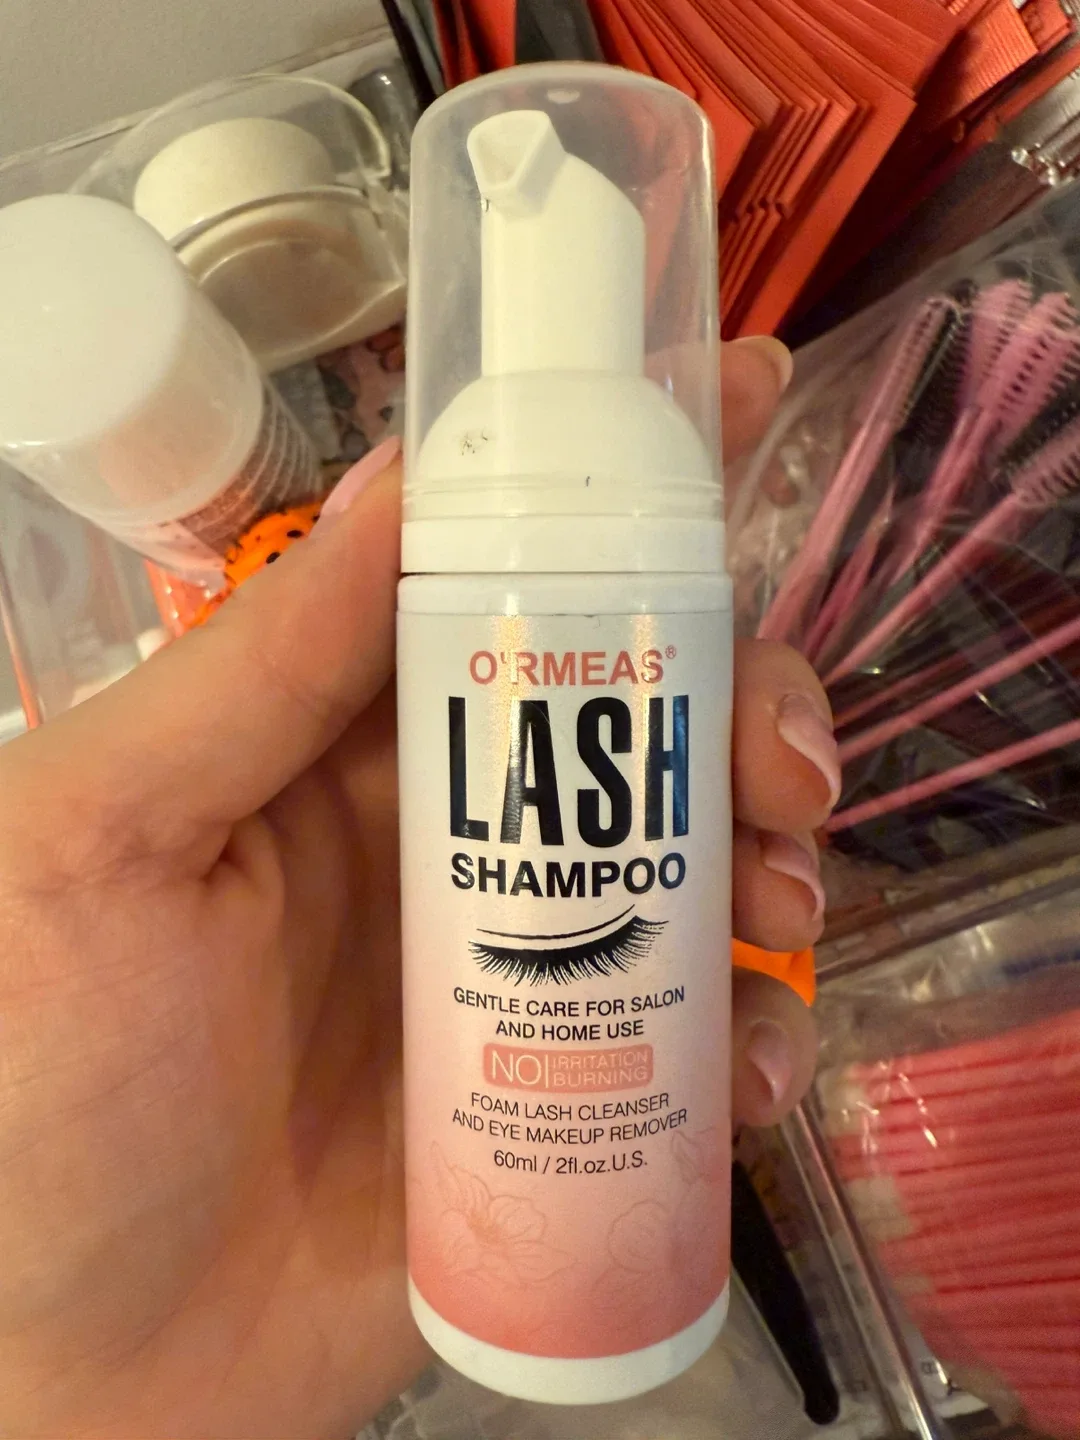 O'RMEAS®
LASH
SHAMPOO
GENTLE CARE FOR SALON
AND HOME USE
NO IRRITATION
BURNING
FOAM LASH CLEANSER
AND EYE MAKEUP REMOVER
60ml / 2fl.oz.U.S.